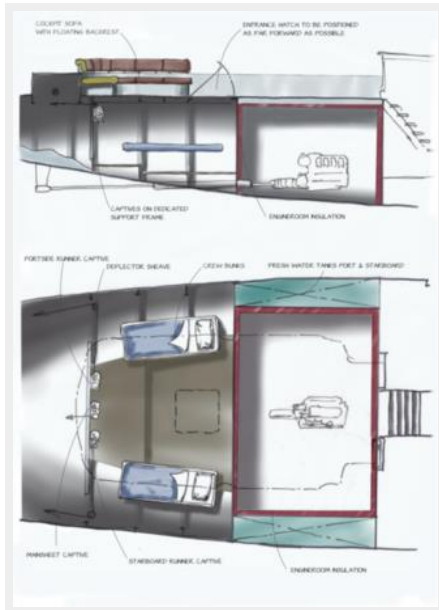 COCKPIT SOFA
WITH FLOATING BACKREST
ENTRANCE HATCH TO BE POSITIONED
AS FAR FORWARD AS POSSIBLE
CAPTIVES ON DEDICATED
SUPPORT FRAME
ENGINEROOM INSULATION
PORTSIDE RUNNER CAPTIVE
DEFLECTOR SHEAVE
CREW BUNKS
FRESH WATER TANKS PORT & STARBOARD
MAINSHEET CAPTIVE
STARBOARD RUNNER CAPTIVE
ENGINEROOM INSULATION